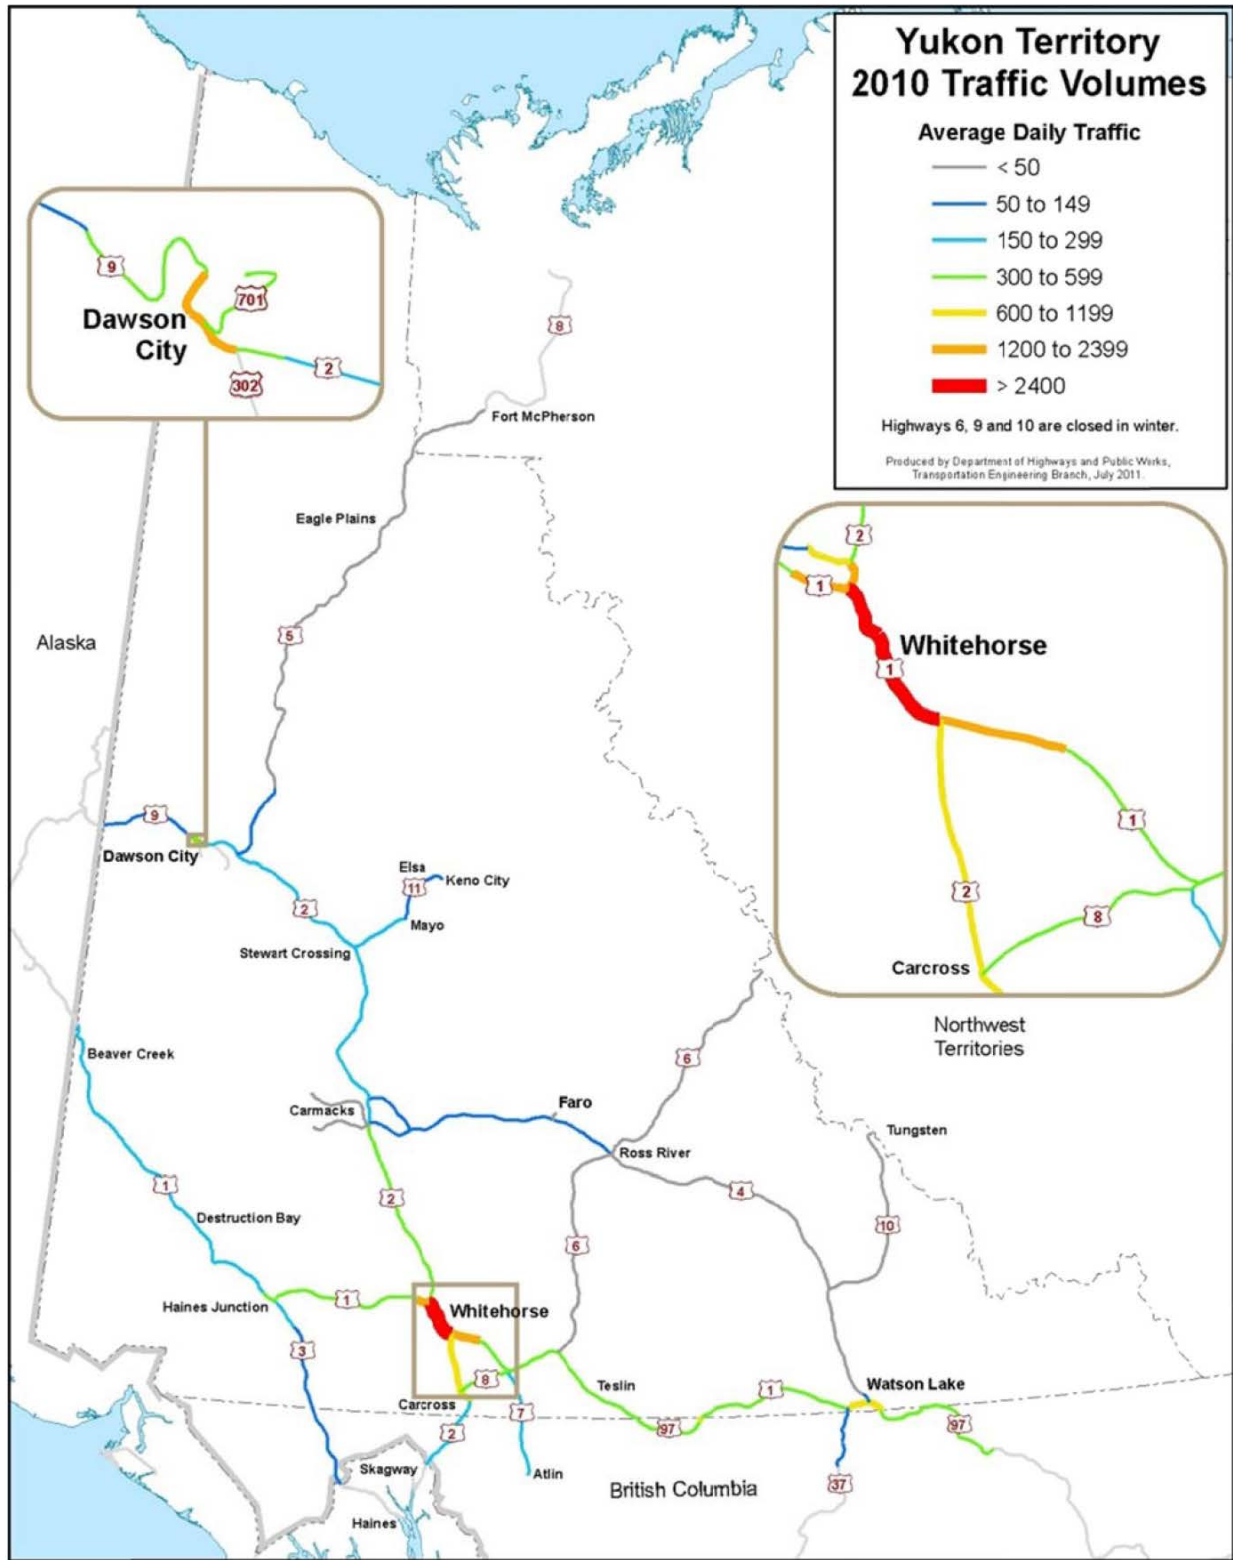 Yukon Territory
2010 Traffic Volumes
Average Daily Traffic
< 50
50 to 149
150 to 299
300 to 599
600 to 1199
1200 to 2399
> 2400
Highways 6, 9 and 10 are closed in winter.
Produced by Department of Highways and Public Works,
Transportation Engineering Branch, July 2011.
9
701
Dawson
City
2
302
8
Fort McPherson
Eagle Plains
5
Alaska
2
1
Whitehorse
1
1
2
8
Carcross
Northwest
Territories
9
Dawson City
Elsa
11
Keno City
2
Mayo
Stewart Crossing
Beaver Creek
6
Carmacks
Faro
Tungsten
Ross River
1
2
4
Destruction Bay
10
6
Haines Junction
1
Whitehorse
3
8
Teslin
1
Watson Lake
Carcross
7
2
97
97
Skagway
Atlin
British Columbia
37
Haines